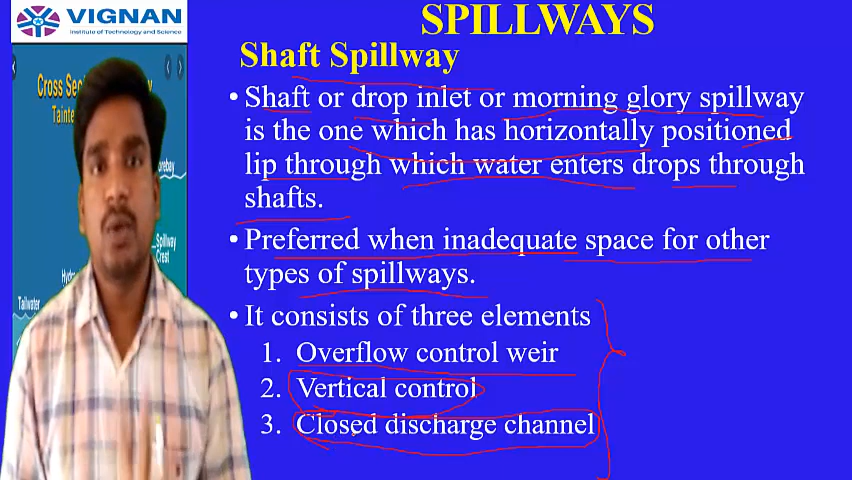 VIGNAN
Institute of Technology and Science
SPILLWAYS
Shaft Spillway
• Shaft or drop inlet or morning glory spillway
is the one which has horizontally positioned
lip through which water enters drops through
shafts.
• Preferred when inadequate space for other
types of spillways.
• It consists of three elements
1. Overflow control weir
2. Vertical control
3. Closed discharge channel
Cross
Spillway
Crest
Tailwater